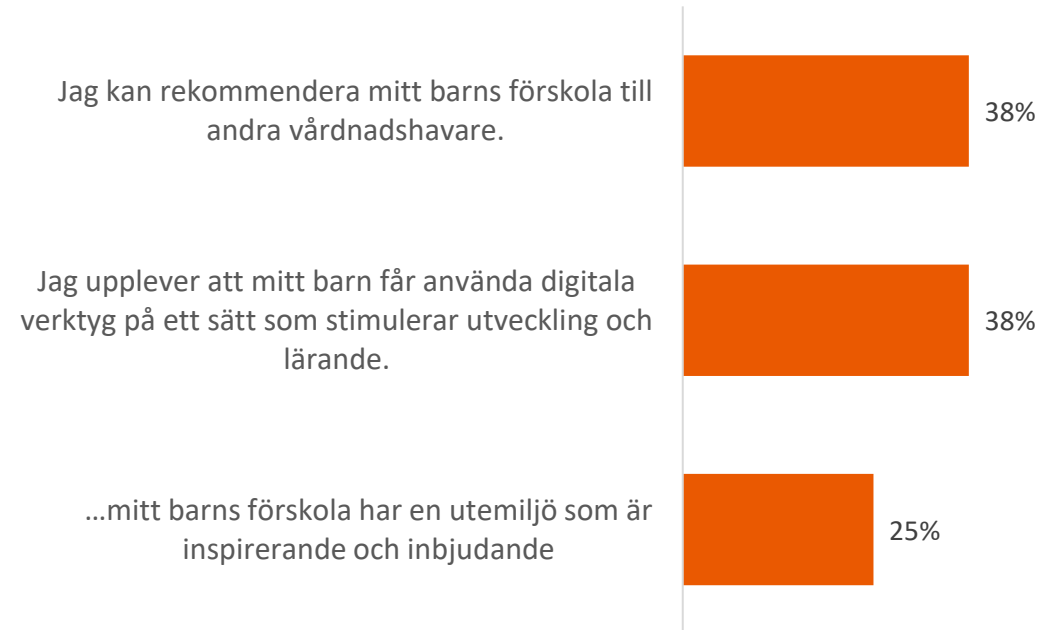 Jag kan rekommendera mitt barns förskola till
andra vårdnadshavare.
38%
Jag upplever att mitt barn får använda digitala
verktyg på ett sätt som stimulerar utveckling och
lärande.
38%
...mitt barns förskola har en utemiljö som är
inspirerande och inbjudande
25%